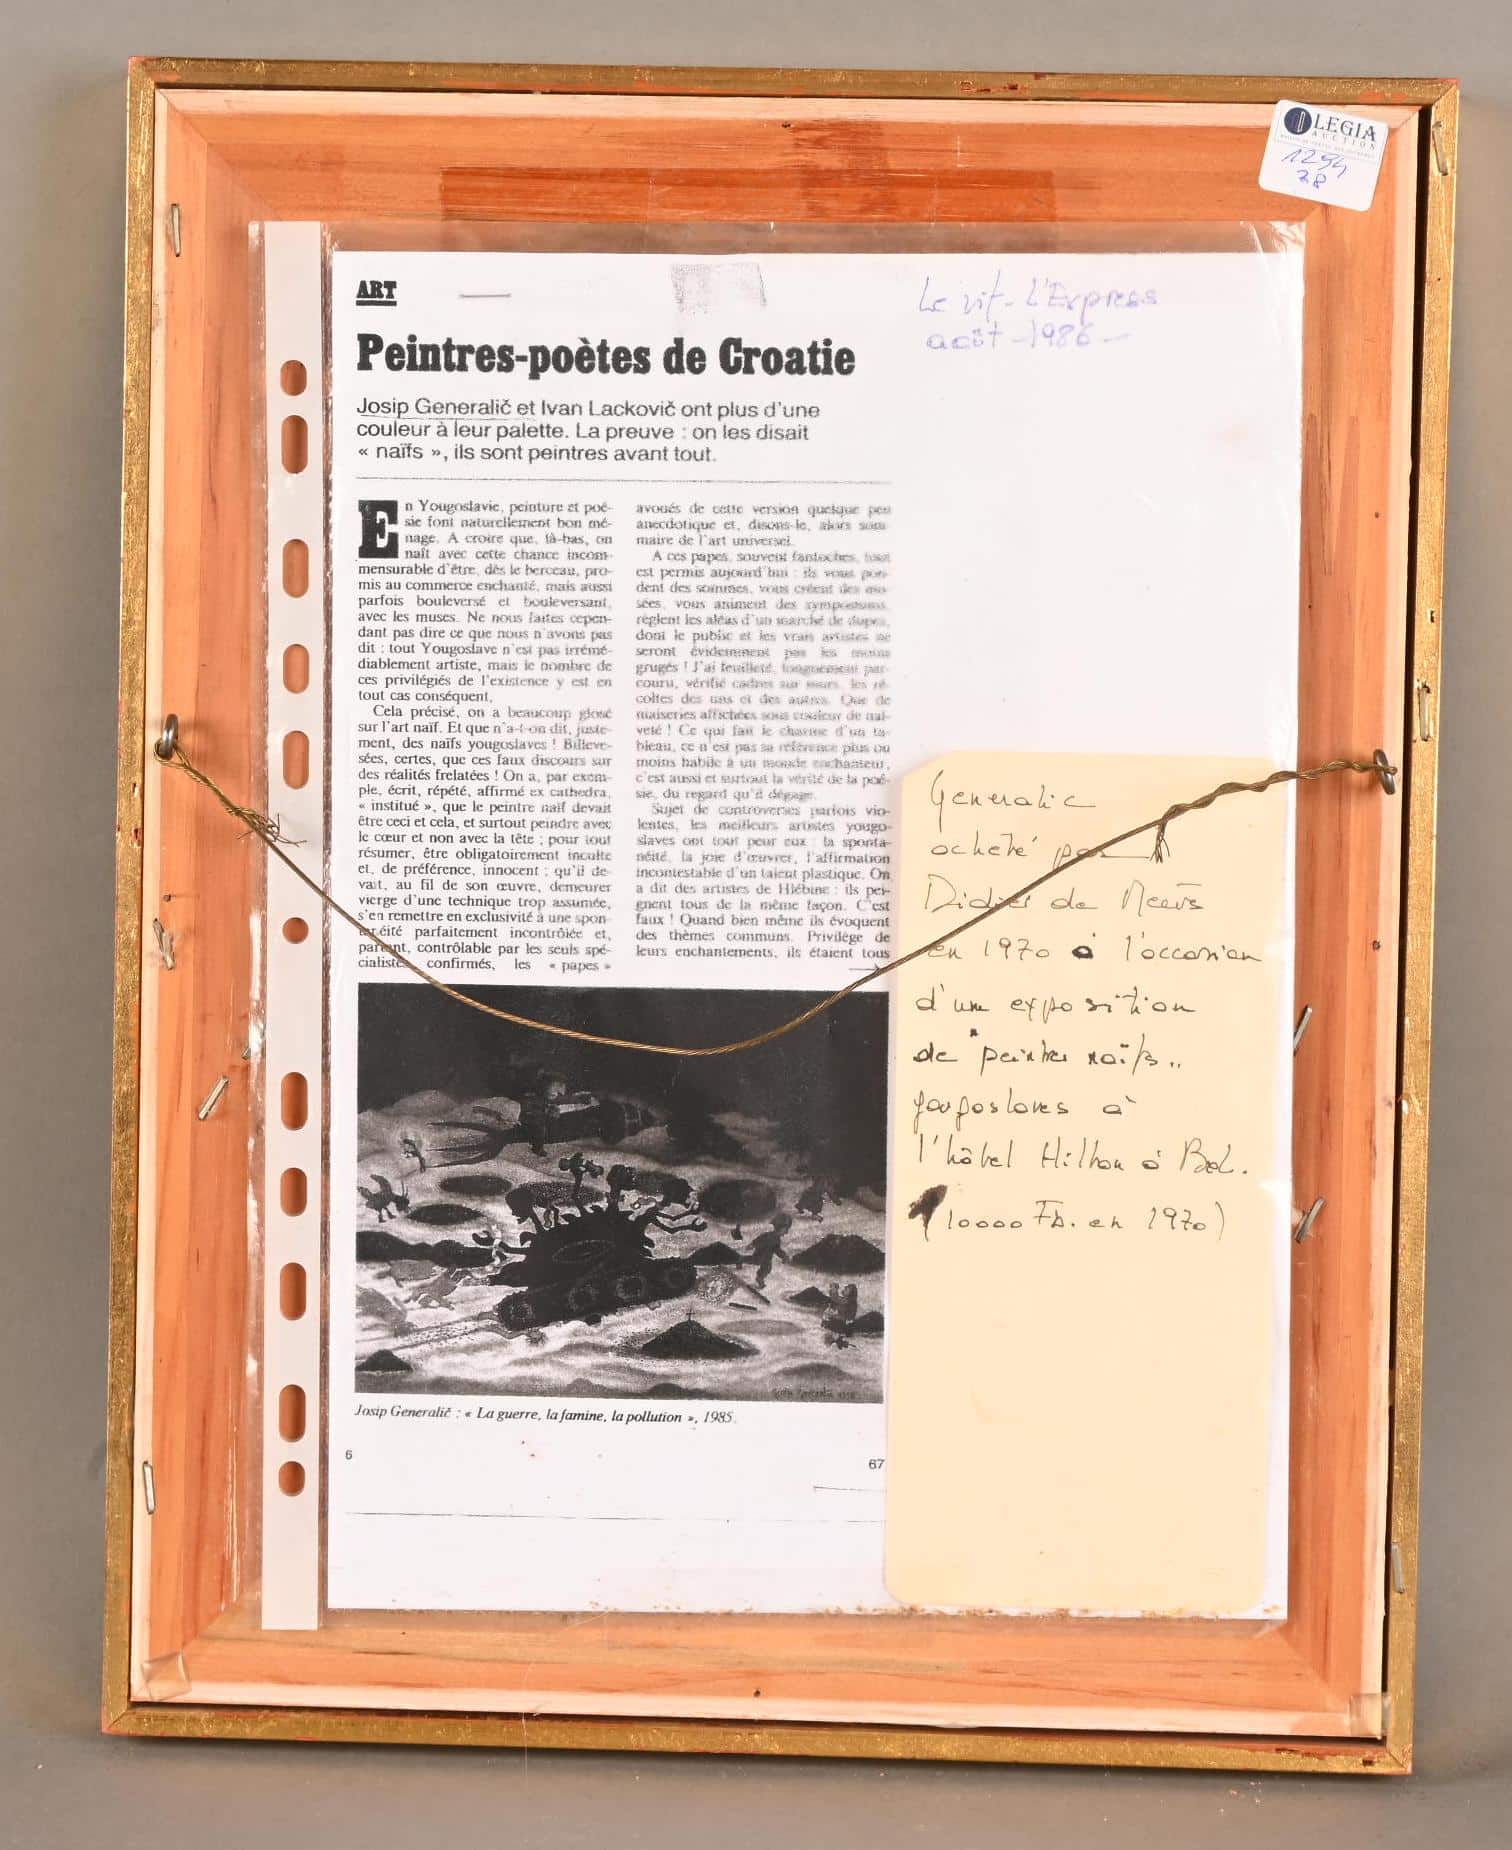 LEGIA
AUCTION
1294
28
ART
Le vif - L'Express
août - 1986 -
Peintres-poètes de Croatie
Josip Generalič et Ivan Lackovič ont plus d'une
couleur à leur palette. La preuve : on les disait
« naïfs », ils sont peintres avant tout.
En Yougoslavie, peinture et poé-
sie font naturellement bon mé-
nage. A croire que, là-bas, on
naît avec cette chance incom-
mensurable d'être, dès le berceau, pro-
mis au commerce enchanté, mais aussi
parfois bouleversé et bouleversant,
avec les muses. Ne nous faites cepen-
dant pas dire ce que nous n'avons pas
dit : tout Yougoslave n'est pas irrémé-
diablement artiste, mais le nombre de
ces privilégiés de l'existence y est en
tout cas conséquent.
Cela précisé, on a beaucoup glosé
sur l'art naïf. Et que n'a-t-on dit, juste-
ment, des naïfs yougoslaves ! Billeve-
sées, certes, que ces faux discours sur
des réalités frelatées ! On a, par exem-
ple, écrit, répété, affirmé ex cathedra,
« institué », que le peintre naïf devait
être ceci et cela, et surtout peindre avec
le cœur et non avec la tête ; pour tout
résumer, être obligatoirement inculte
et, de préférence, innocent ; qu'il de-
vait, au fil de son œuvre, demeurer
vierge d'une technique trop assumée,
s'en remettre en exclusivité à une spon-
tanéité parfaitement incontrôlée et,
partant, contrôlable par les seuls spé-
cialistes confirmés, les « papes »
avoués de cette version quelque peu
anecdotique et, disons-le, alors som-
maire de l'art universel.
A ces papes, souvent fantoches, tout
est permis aujourd'hui : ils vous pon-
dent des sommes, vous créent des mu-
sées, vous animent des symposiums,
règlent les aléas d'un marché de dupes,
dont le public et les vrais artistes ne
seront évidemment pas les moins
grugés ! J'ai feuilleté, longuement par-
couru, vérifié cadres sur murs, les ré-
coltes des uns et des autres. Que de
niaiseries affichées sous couleur de naï-
veté ! Ce qui fait le charme d'un ta-
bleau, ce n'est pas sa référence plus ou
moins habile à un monde enchanteur,
c'est aussi et surtout la vérité de la poé-
sie, du regard qu'il dégage.
Sujet de controverses parfois vio-
lentes, les meilleurs artistes yougo-
slaves ont tout pour eux : la sponta-
néité, la joie d'œuvrer, l'affirmation
incontestable d'un talent plastique. On
a dit des artistes de Hlébine : ils pei-
gnent tous de la même façon. C'est
faux ! Quand bien même ils évoquent
des thèmes communs. Privilège de
leurs enchantements, ils étaient tous
Josip Generalič : « La guerre, la famine, la pollution », 1985.
6
67
Generalic
acheté par
Didier de Meeûs
en 1970 à l'occasion
d'une exposition
de "peintres naïfs"
yougoslaves à
l'hôtel Hilton à Bxl.
(10000 Fb. en 1970)